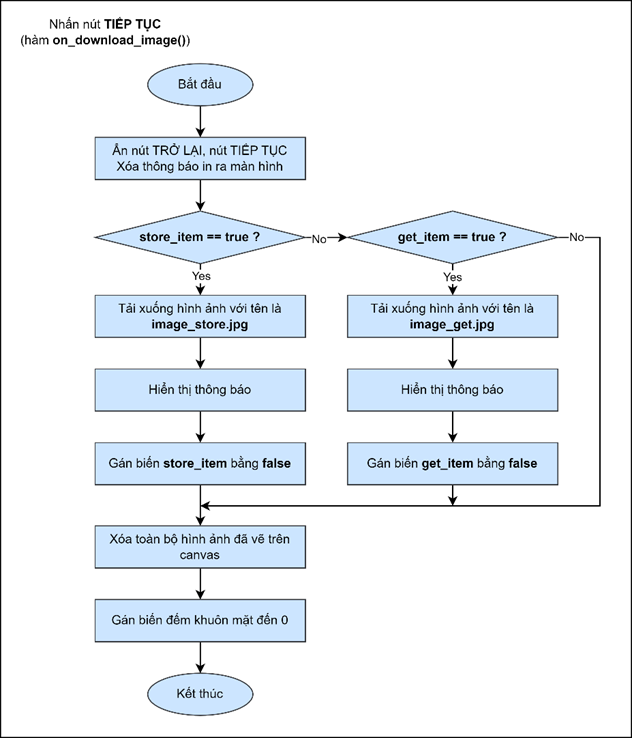 Nhấn nút TIẾP TỤC
(hàm on_download_image())
Bắt đầu
Ẩn nút TRỞ LẠI, nút TIẾP TỤC
Xóa thông báo in ra màn hình
store_item == true ?
No
get_item == true ?
No
Yes
Yes
Tải xuống hình ảnh với tên là
image_store.jpg
Tải xuống hình ảnh với tên là
image_get.jpg
Hiển thị thông báo
Hiển thị thông báo
Gán biến store_item bằng false
Gán biến get_item bằng false
Xóa toàn bộ hình ảnh đã vẽ trên
canvas
Gán biến đếm khuôn mặt đến 0
Kết thúc